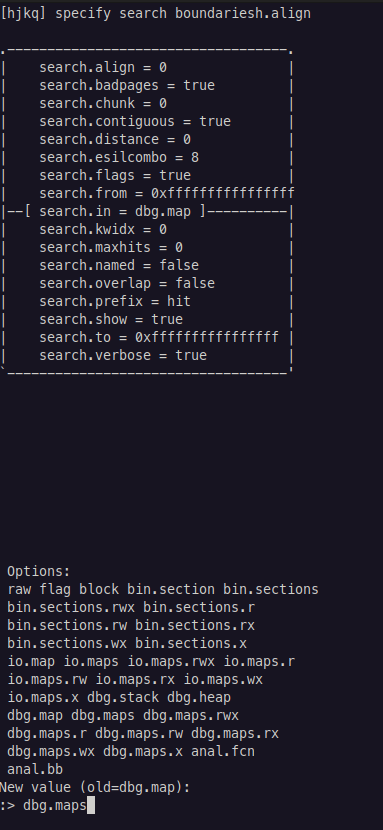 [hjkq] specify search boundariesh.align
.-----------------------------------.
|    search.align = 0               |
|    search.badpages = true         |
|    search.chunk = 0               |
|    search.contiguous = true       |
|    search.distance = 0            |
|    search.esilcombo = 8           |
|    search.flags = true            |
|    search.from = 0xffffffffffffffff
|--[ search.in = dbg.map ]----------|
|    search.kwidx = 0               |
|    search.maxhits = 0             |
|    search.named = false           |
|    search.overlap = false         |
|    search.prefix = hit            |
|    search.show = true             |
|    search.to = 0xffffffffffffffff |
|    search.verbose = true          |
`-----------------------------------'
Options:
raw flag block bin.section bin.sections
bin.sections.rwx bin.sections.r
bin.sections.rw bin.sections.rx
bin.sections.wx bin.sections.x
io.map io.maps io.maps.rwx io.maps.r
io.maps.rw io.maps.rx io.maps.wx
io.maps.x dbg.stack dbg.heap
dbg.map dbg.maps dbg.maps.rwx
dbg.maps.r dbg.maps.rw dbg.maps.rx
dbg.maps.wx dbg.maps.x anal.fcn
anal.bb
New value (old=dbg.map):
:> dbg.maps